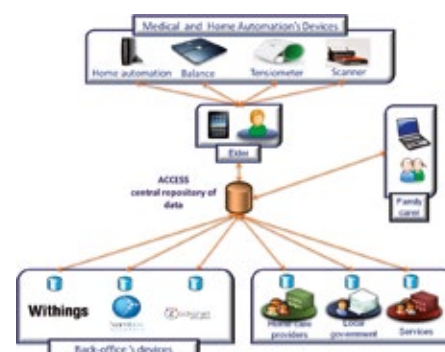 Medical and Home Automation's Devices
Home automation
Balance
Tensiometer
Scanner
Elder
ACCESS
central repository of
data
Family
carer
Withings
Home care
providers
Local
government
Services
Back-office's devices